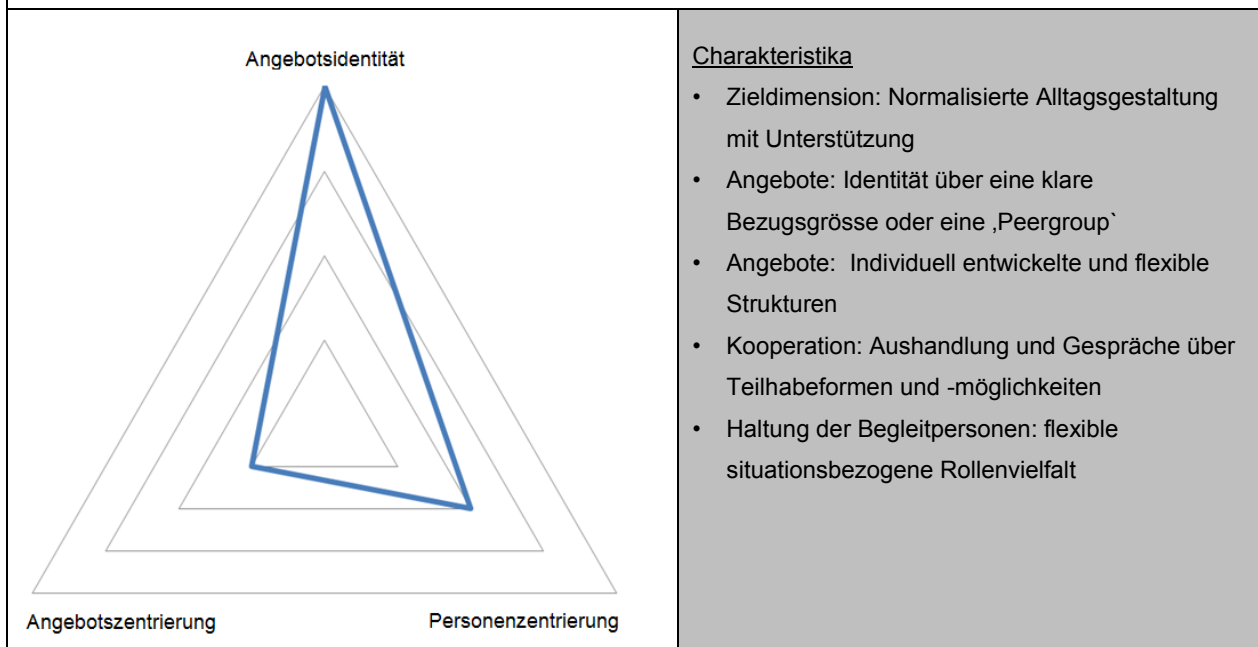 Angebotsidentität
Angebotszentrierung
Personenzentrierung
Charakteristika
• Zieldimension: Normalisierte Alltagsgestaltung
mit Unterstützung
• Angebote: Identität über eine klare
Bezugsgrösse oder eine ‚Peergroup`
• Angebote:  Individuell entwickelte und flexible
Strukturen
• Kooperation: Aushandlung und Gespräche über
Teilhabeformen und -möglichkeiten
• Haltung der Begleitpersonen: flexible
situationsbezogene Rollenvielfalt